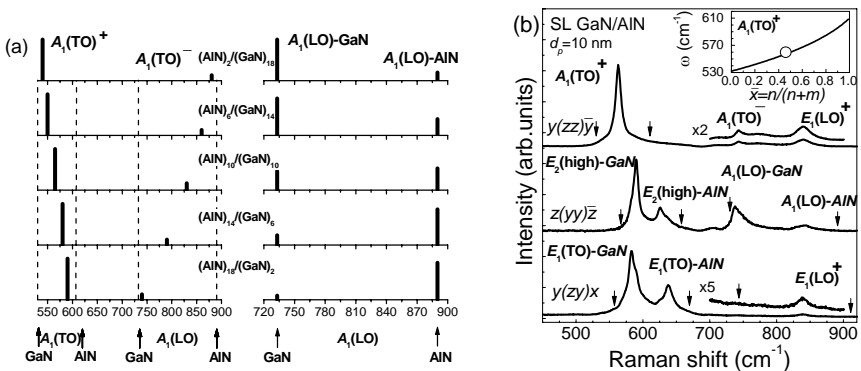 (a)
A₁(TO)⁺
A₁(TO)⁻
A₁(LO)-GaN
A₁(LO)-AlN
(AlN)₂/(GaN)₁₈
(AlN)₆/(GaN)₁₄
(AlN)₁₀/(GaN)₁₀
(AlN)₁₄/(GaN)₆
(AlN)₁₈/(GaN)₂
550 600 650 700 750 800 850 900
720 750 780 810 840 870 900
A₁(TO) A₁(LO) A₁(LO)
GaN AlN GaN AlN GaN AlN
(b)
SL GaN/AlN
dₚ=10 nm
A₁(TO)⁺
y(zz)ȳ
x2
A₁(TO)⁻
E₁(LO)⁺
E₂(high)-GaN
E₂(high)-AlN
A₁(LO)-GaN
A₁(LO)-AlN
z(yy)z̄
E₁(TO)-GaN
E₁(TO)-AlN
y(zy)x
x5
E₁(LO)⁺
ω (cm⁻¹)
610
570
530
A₁(TO)⁺
0.0 0.2 0.4 0.6 0.8 1.0
x̄=n/(n+m)
Intensity (arb.units)
500 600 700 800 900
Raman shift (cm⁻¹)